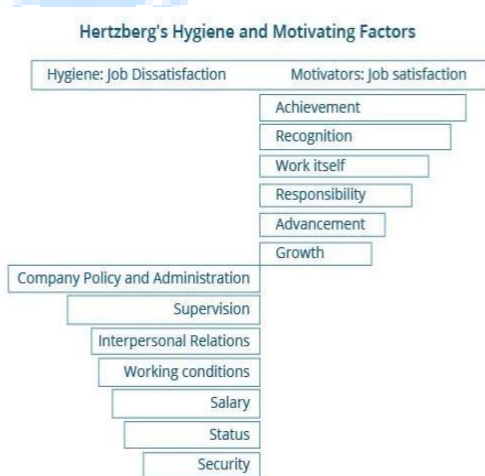 Hertzberg's Hygiene and Motivating Factors
Hygiene: Job Dissatisfaction Motivators: Job satisfaction
Achievement
Recognition
Work itself
Responsibility
Advancement
Growth
Company Policy and Administration
Supervision
Interpersonal Relations
Working conditions
Salary
Status
Security